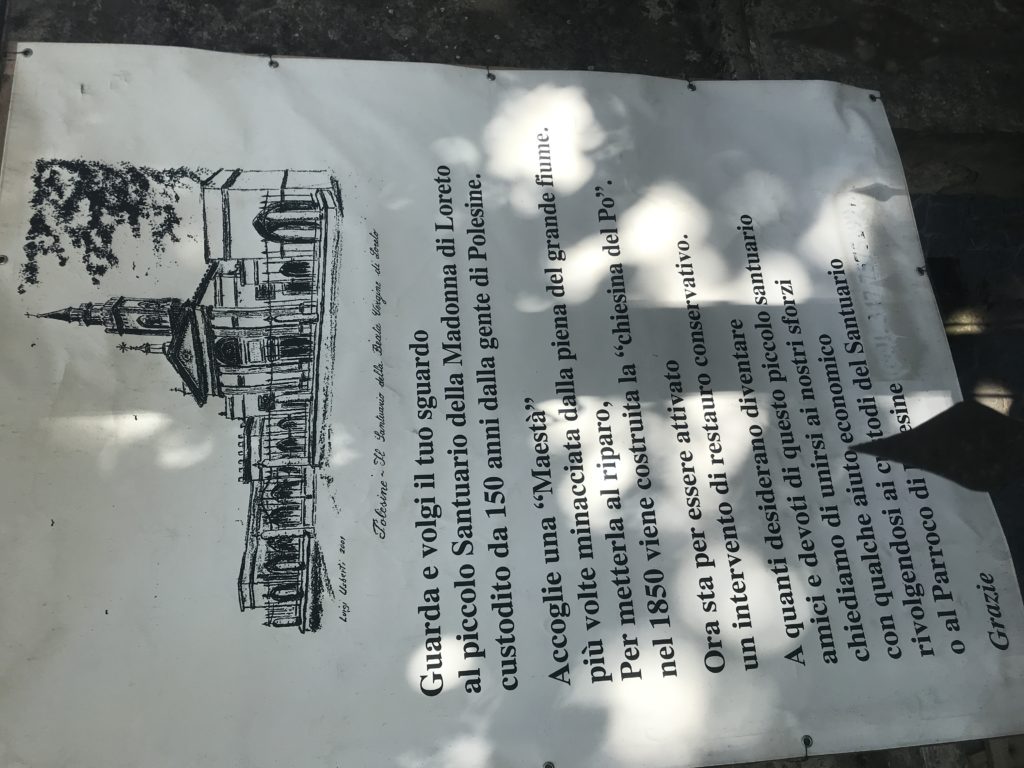 Luigi Uberti 2001
Polesine - Il Santuario della Beata Vergine di Loreto
Guarda e volgi il tuo sguardo
al piccolo Santuario della Madonna di Loreto
custodito da 150 anni dalla gente di Polesine.
Accoglie una “Maestà”
più volte minacciata dalla piena del grande fiume.
Per metterla al riparo,
nel 1850 viene costruita la “chiesina del Po”.
Ora sta per essere attivato
un intervento di restauro conservativo.
A quanti desiderano diventare
amici e devoti di questo piccolo santuario
chiediamo di unirsi ai nostri sforzi
con qualche aiuto economico
rivolgendosi ai custodi del Santuario
o al Parroco di
Grazie